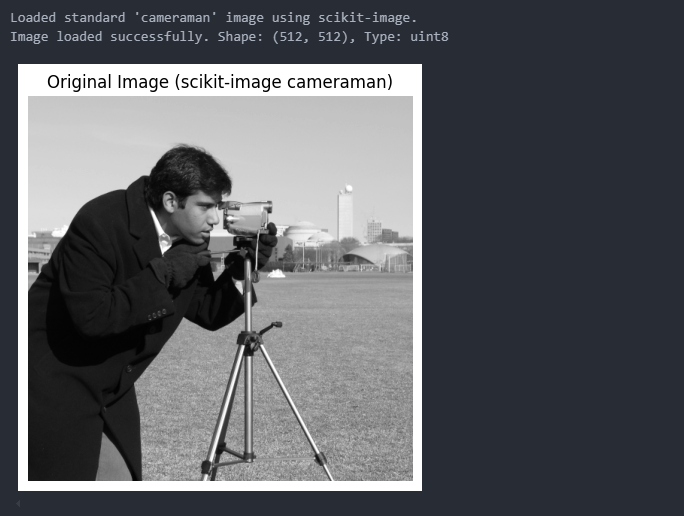 Loaded standard 'cameraman' image using scikit-image.
Image loaded successfully. Shape: (512, 512), Type: uint8
Original Image (scikit-image cameraman)